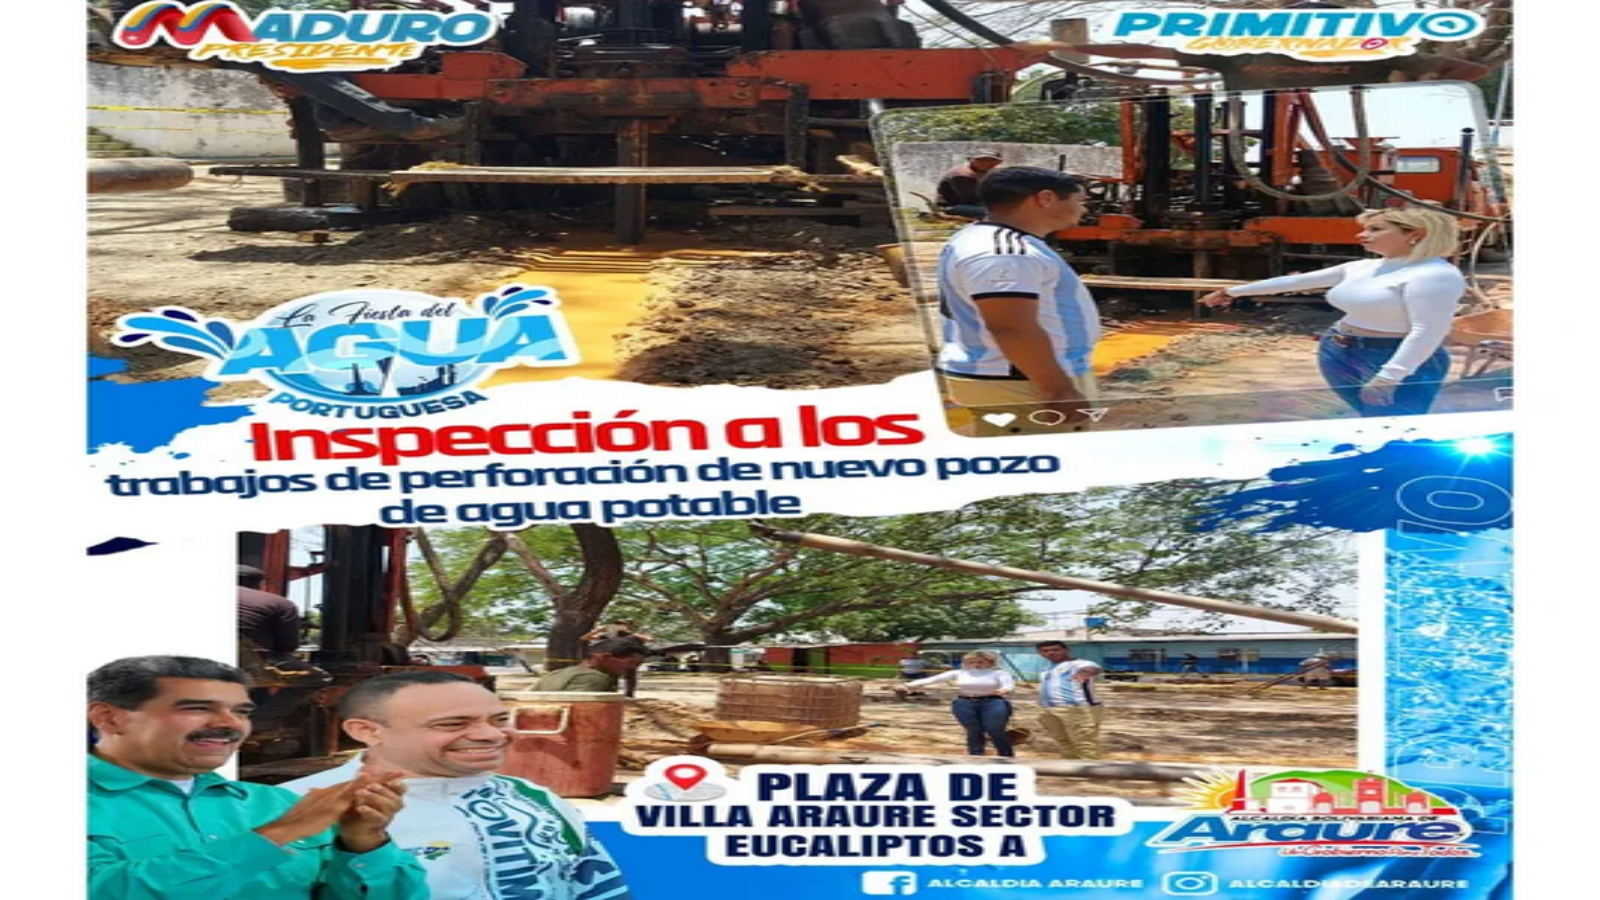 MADURO
PRESIDENTE
PRIMITIVO
GOBERNADOR
La Fiesta del
AGUA
PORTUGUESA
Inspección a los
trabajos de perforación de nuevo pozo
de agua potable
PLAZA DE
VILLA ARAURE SECTOR
EUCALIPTOS A
ALCALDIA BOLIVARIANA DE
Araure
ALCALDIA ARAURE
ALCALDIADEARAURE